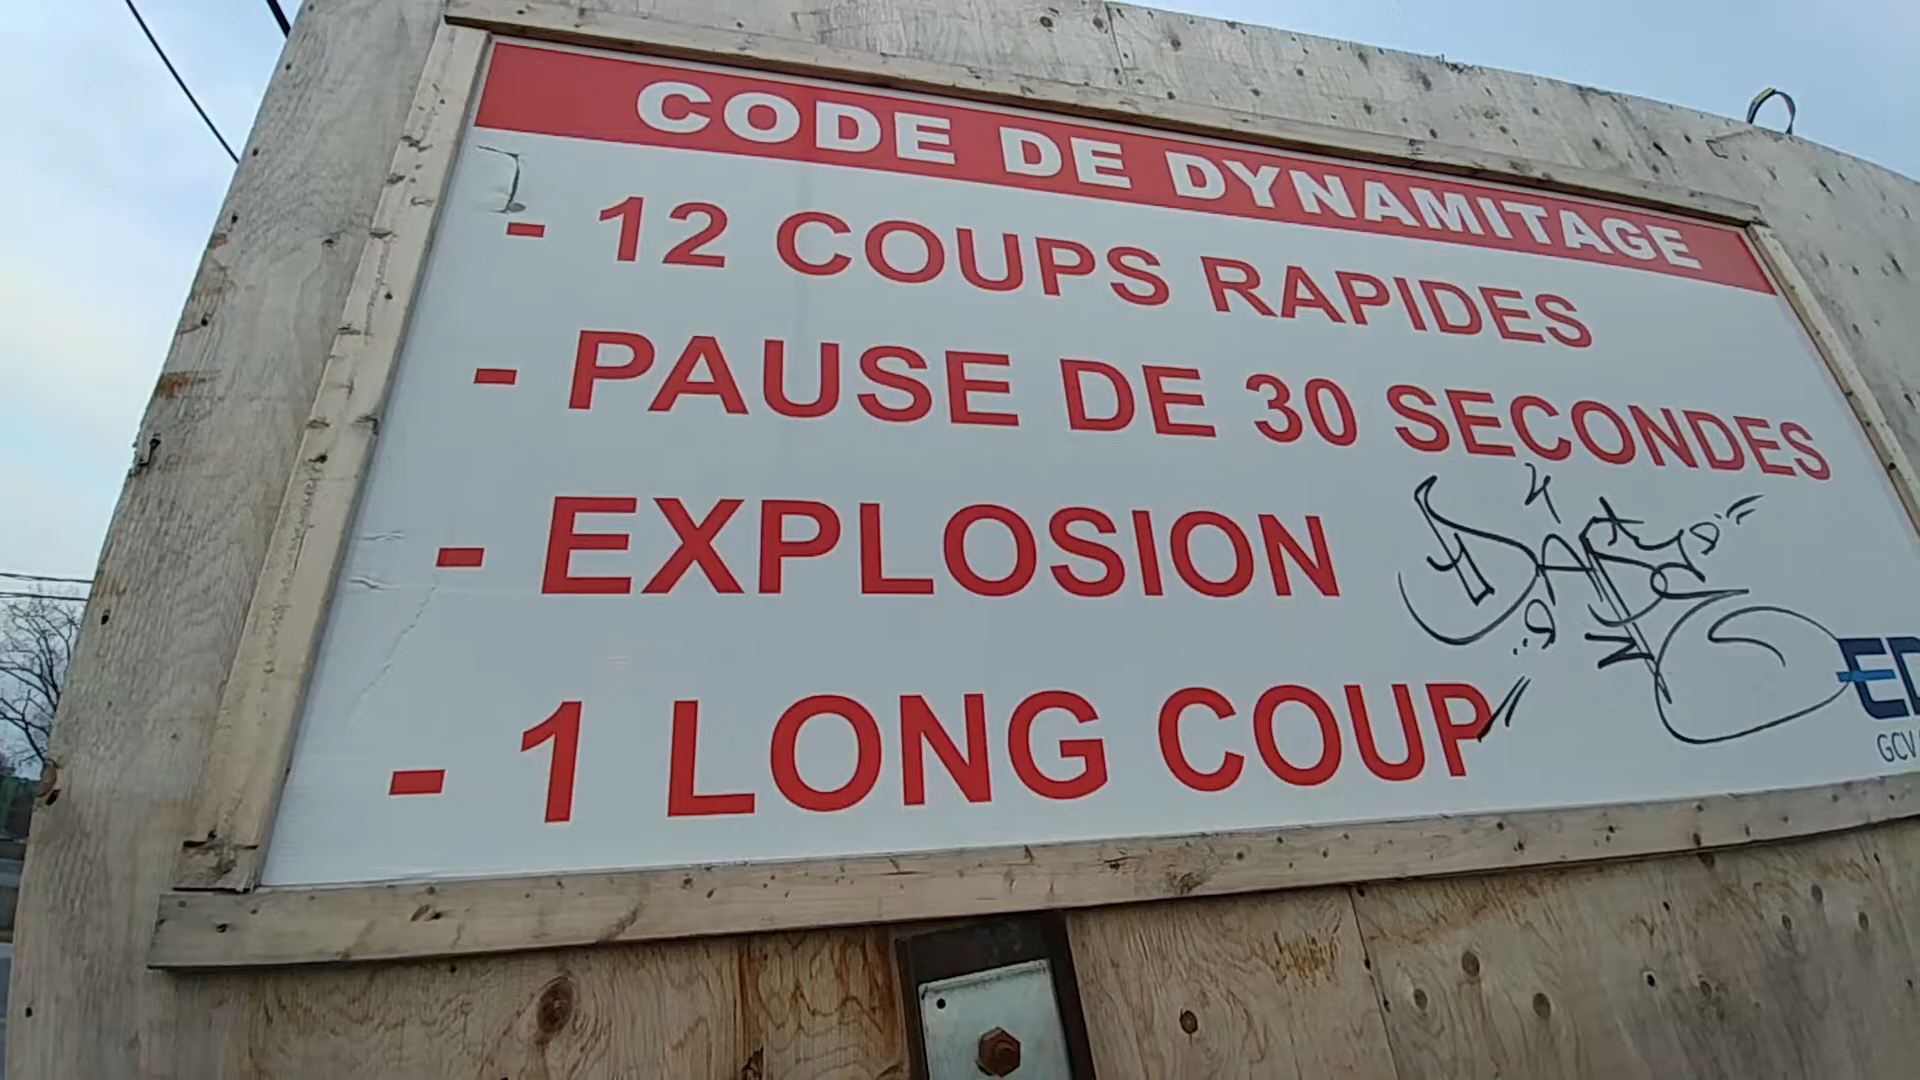 CODE DE DYNAMITAGE
- 12 COUPS RAPIDES
- PAUSE DE 30 SECONDES
- EXPLOSION
- 1 LONG COUP